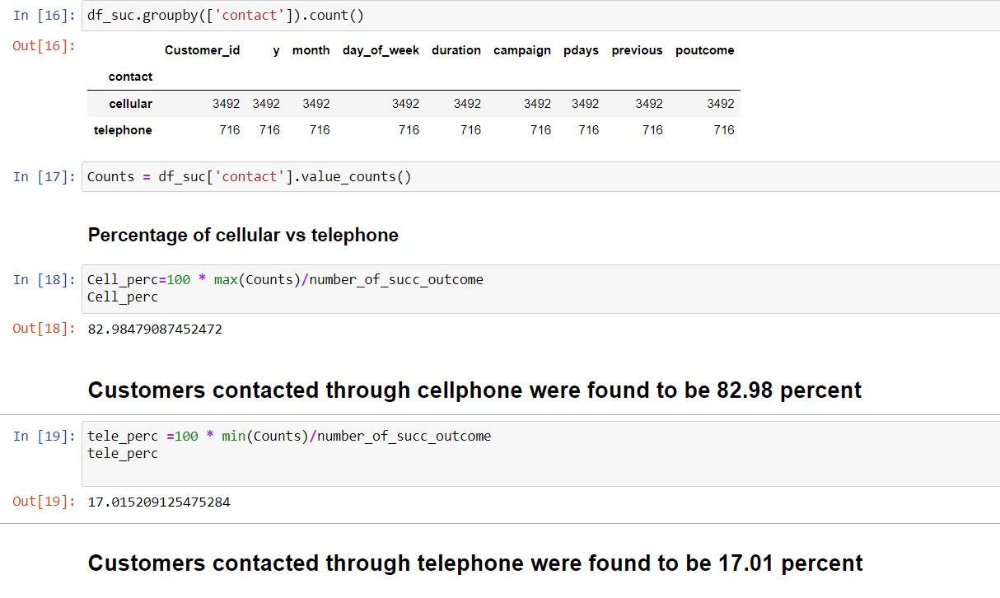 In [16]: df_suc.groupby(['contact']).count()
Out[16]:
Customer_id y month day_of_week duration campaign pdays previous poutcome
contact
cellular 3492 3492 3492 3492 3492 3492 3492 3492 3492
telephone 716 716 716 716 716 716 716 716 716
In [17]: Counts = df_suc['contact'].value_counts()
Percentage of cellular vs telephone
In [18]: Cell_perc=100 * max(Counts)/number_of_succ_outcome
Cell_perc
Out[18]: 82.98479087452472
Customers contacted through cellphone were found to be 82.98 percent
In [19]: tele_perc =100 * min(Counts)/number_of_succ_outcome
tele_perc
Out[19]: 17.015209125475284
Customers contacted through telephone were found to be 17.01 percent